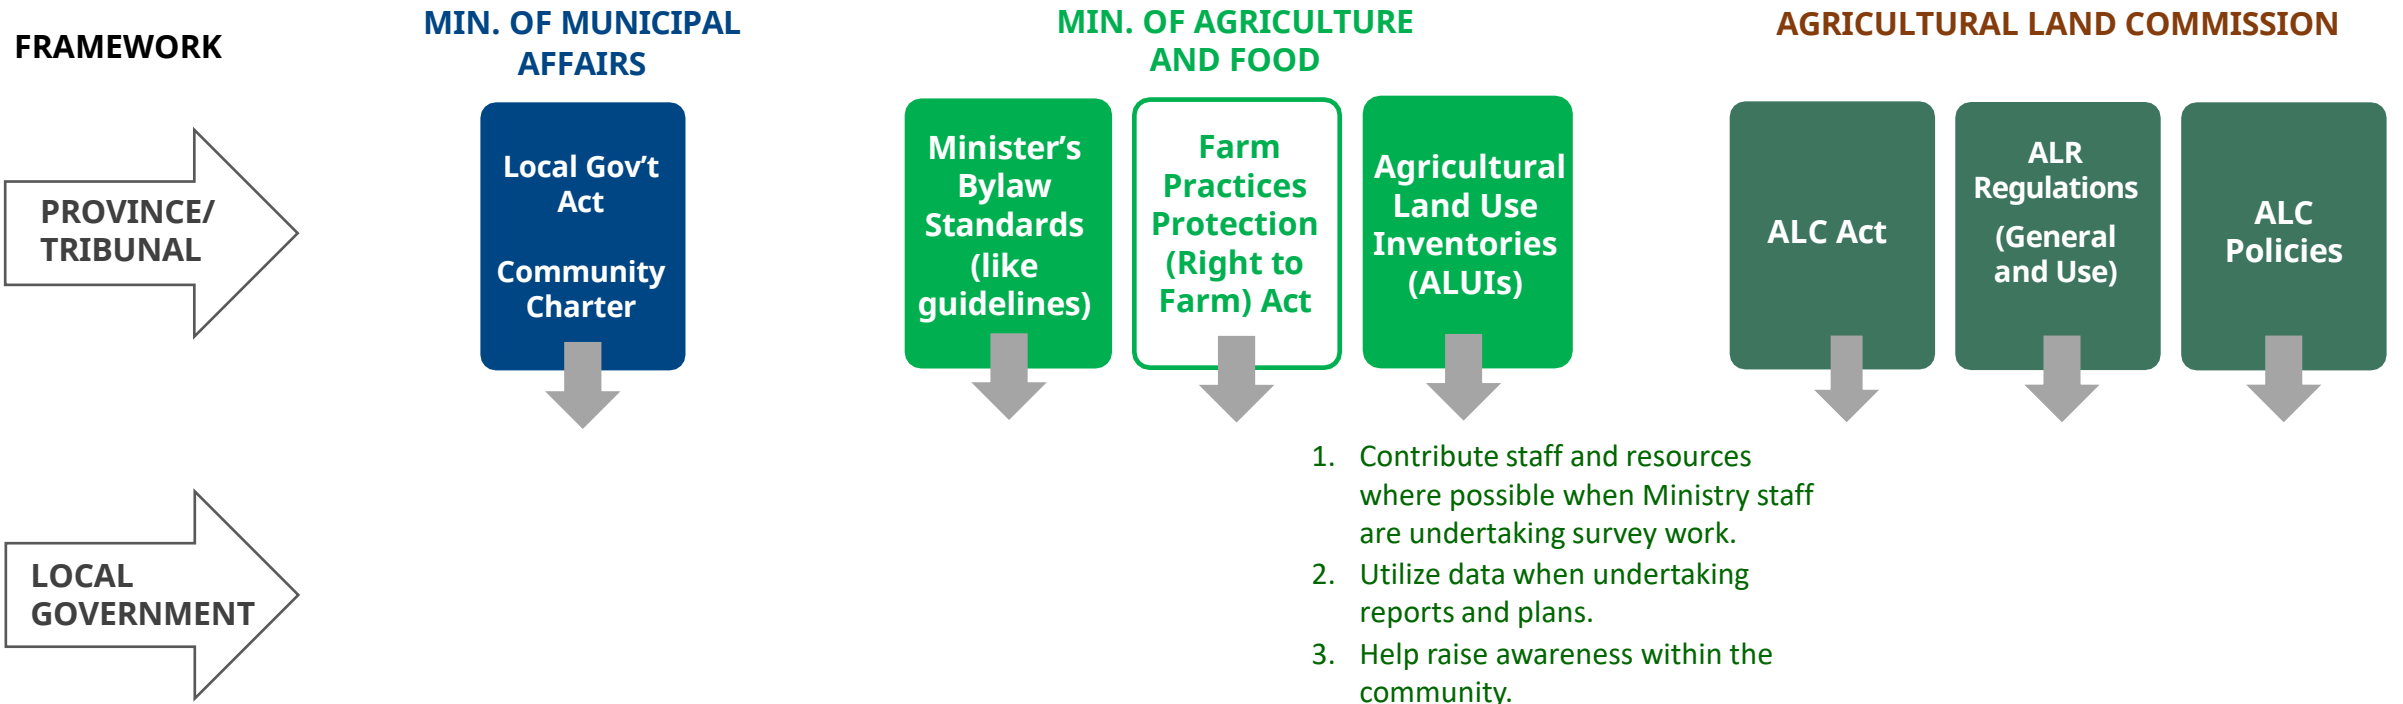 FRAMEWORK
MIN. OF MUNICIPAL
AFFAIRS
MIN. OF AGRICULTURE
AND FOOD
AGRICULTURAL LAND COMMISSION
PROVINCE/
TRIBUNAL
Local Gov't
Act
Community
Charter
Minister's
Bylaw
Standards
(like
guidelines)
Farm
Practices
Protection
(Right to
Farm) Act
Agricultural
Land Use
Inventories
(ALUIs)
ALC Act
ALR
Regulations
(General
and Use)
ALC
Policies
LOCAL
GOVERNMENT
1. Contribute staff and resources
where possible when Ministry staff
are undertaking survey work.
2. Utilize data when undertaking
reports and plans.
3. Help raise awareness within the
community.